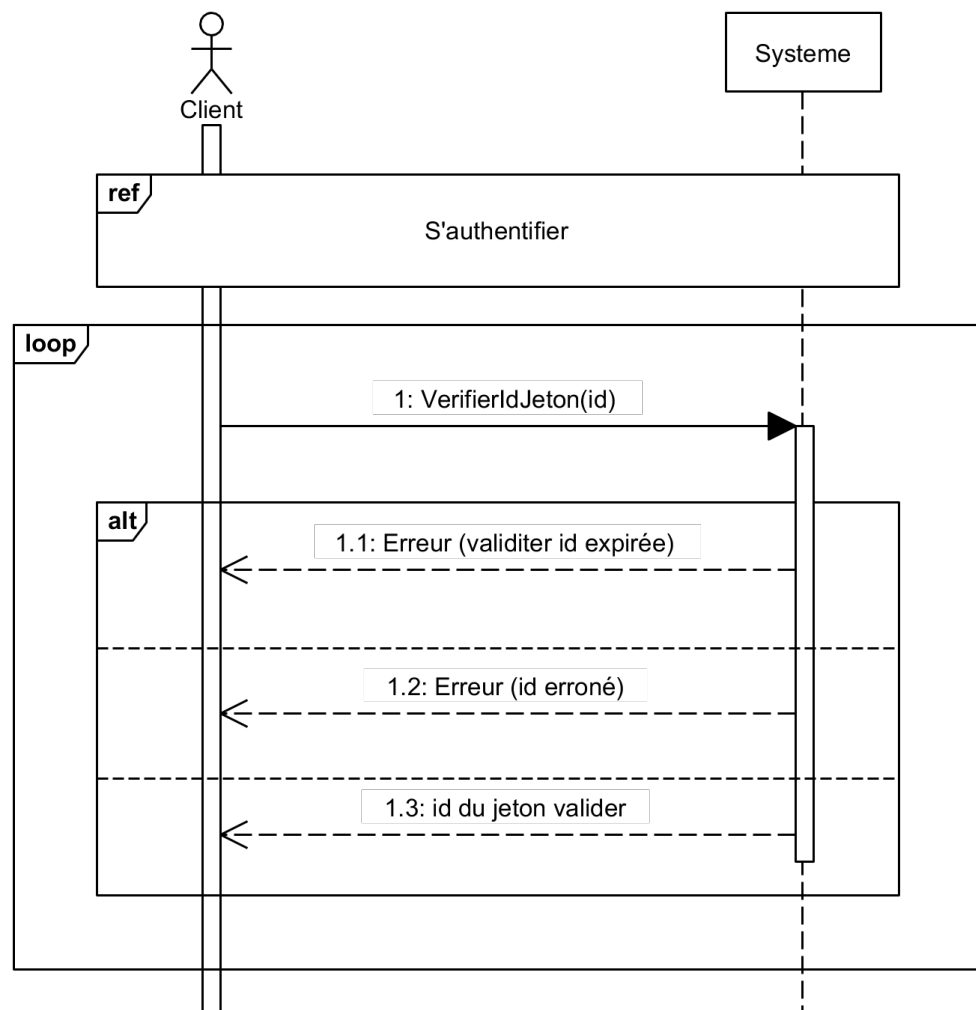 Systeme
Client
ref
S'authentifier
loop
1: VerifierIdJeton(id)
alt
1.1: Erreur (validiter id expirée)
1.2: Erreur (id erroné)
1.3: id du jeton valider